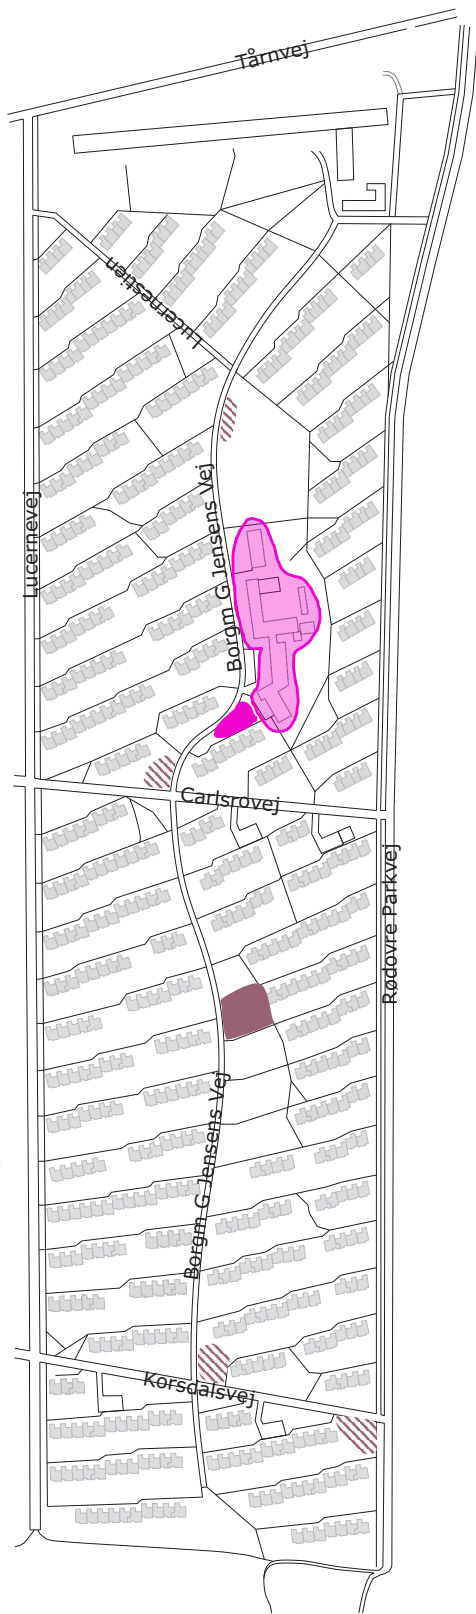 Tårnvej
Lucernestien
Lucernevej
Borgm G Jensens Vej
Carlsrovej
Rødovre Parkvej
Borgm G Jensens Vej
Korsdalsvej